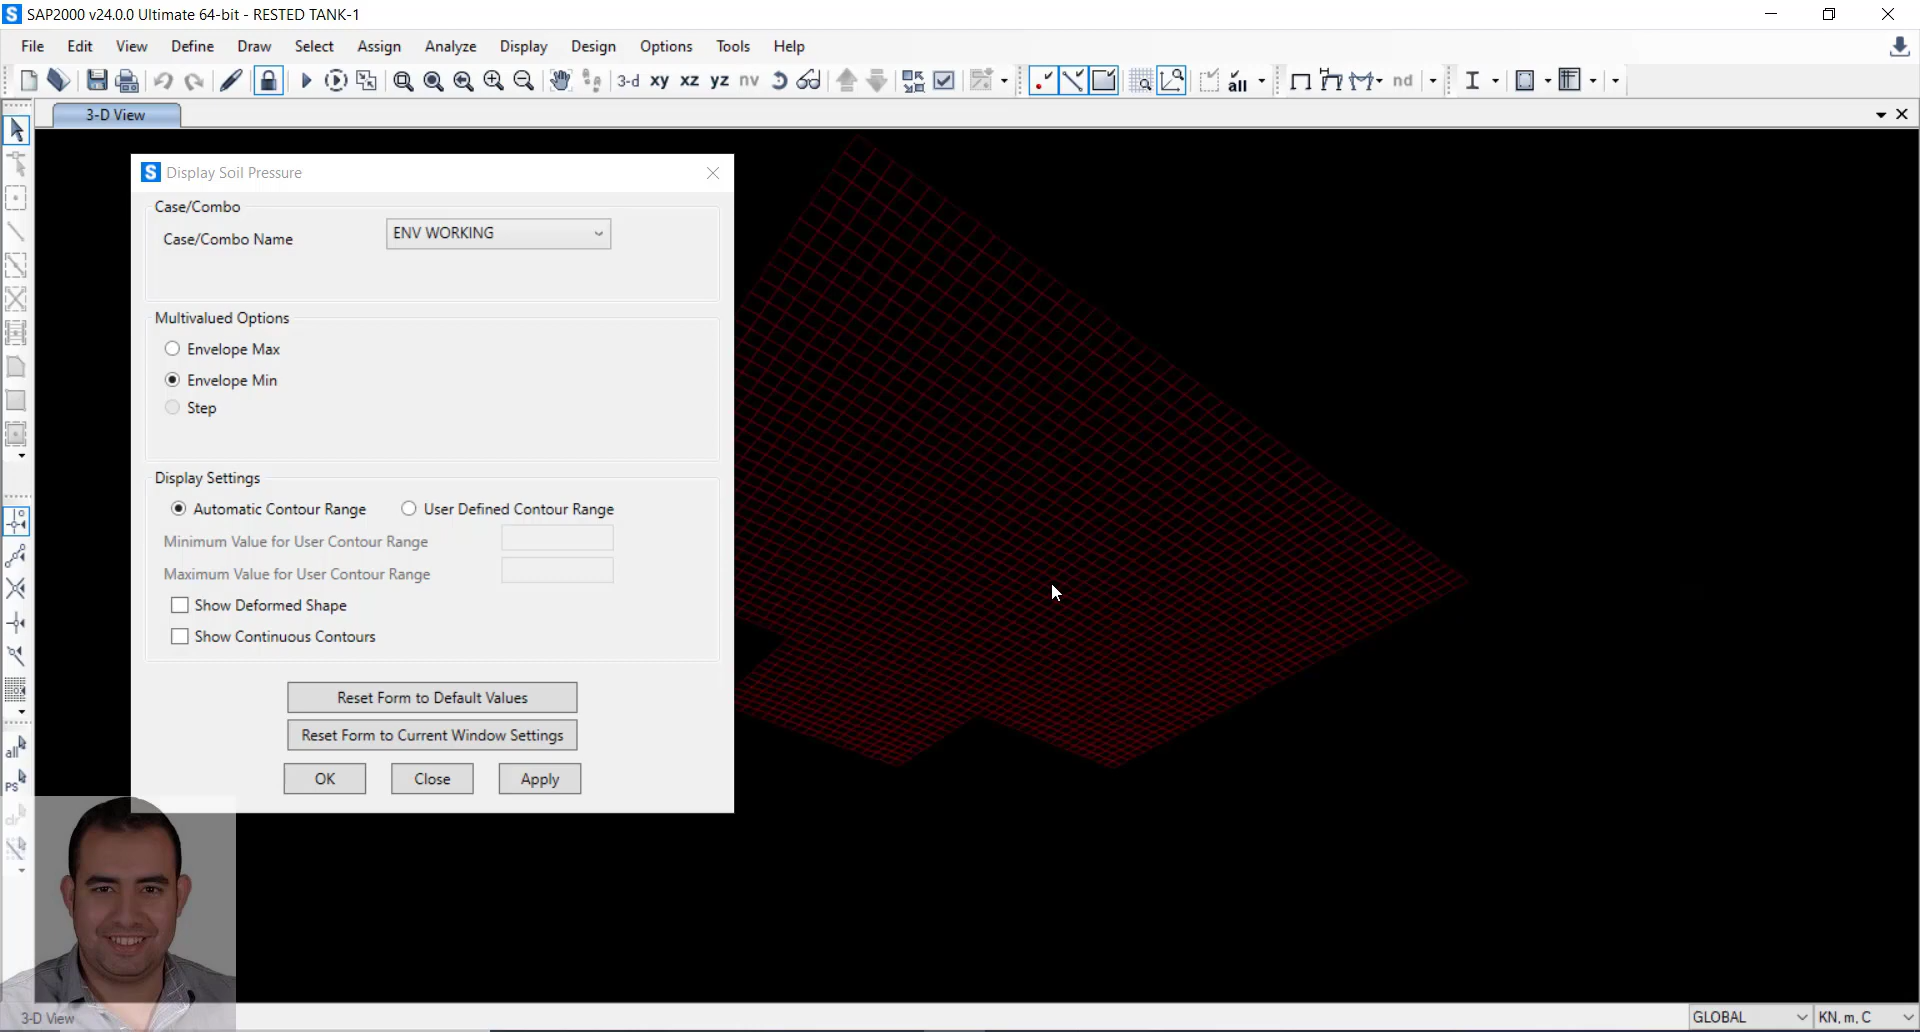 SAP2000 v24.0.0 Ultimate 64-bit - RESTED TANK-1
File Edit View Define Draw Select Assign Analyze Display Design Options Tools Help
3-d xy xz yz nv all nd
3-D View
Display Soil Pressure
Case/Combo
Case/Combo Name ENV WORKING
Multivalued Options
Envelope Max
Envelope Min
Step
Display Settings
Automatic Contour Range User Defined Contour Range
Minimum Value for User Contour Range
Maximum Value for User Contour Range
Show Deformed Shape
Show Continuous Contours
Reset Form to Default Values
Reset Form to Current Window Settings
OK Close Apply
all
PS
clr
3-D View GLOBAL KN, m, C